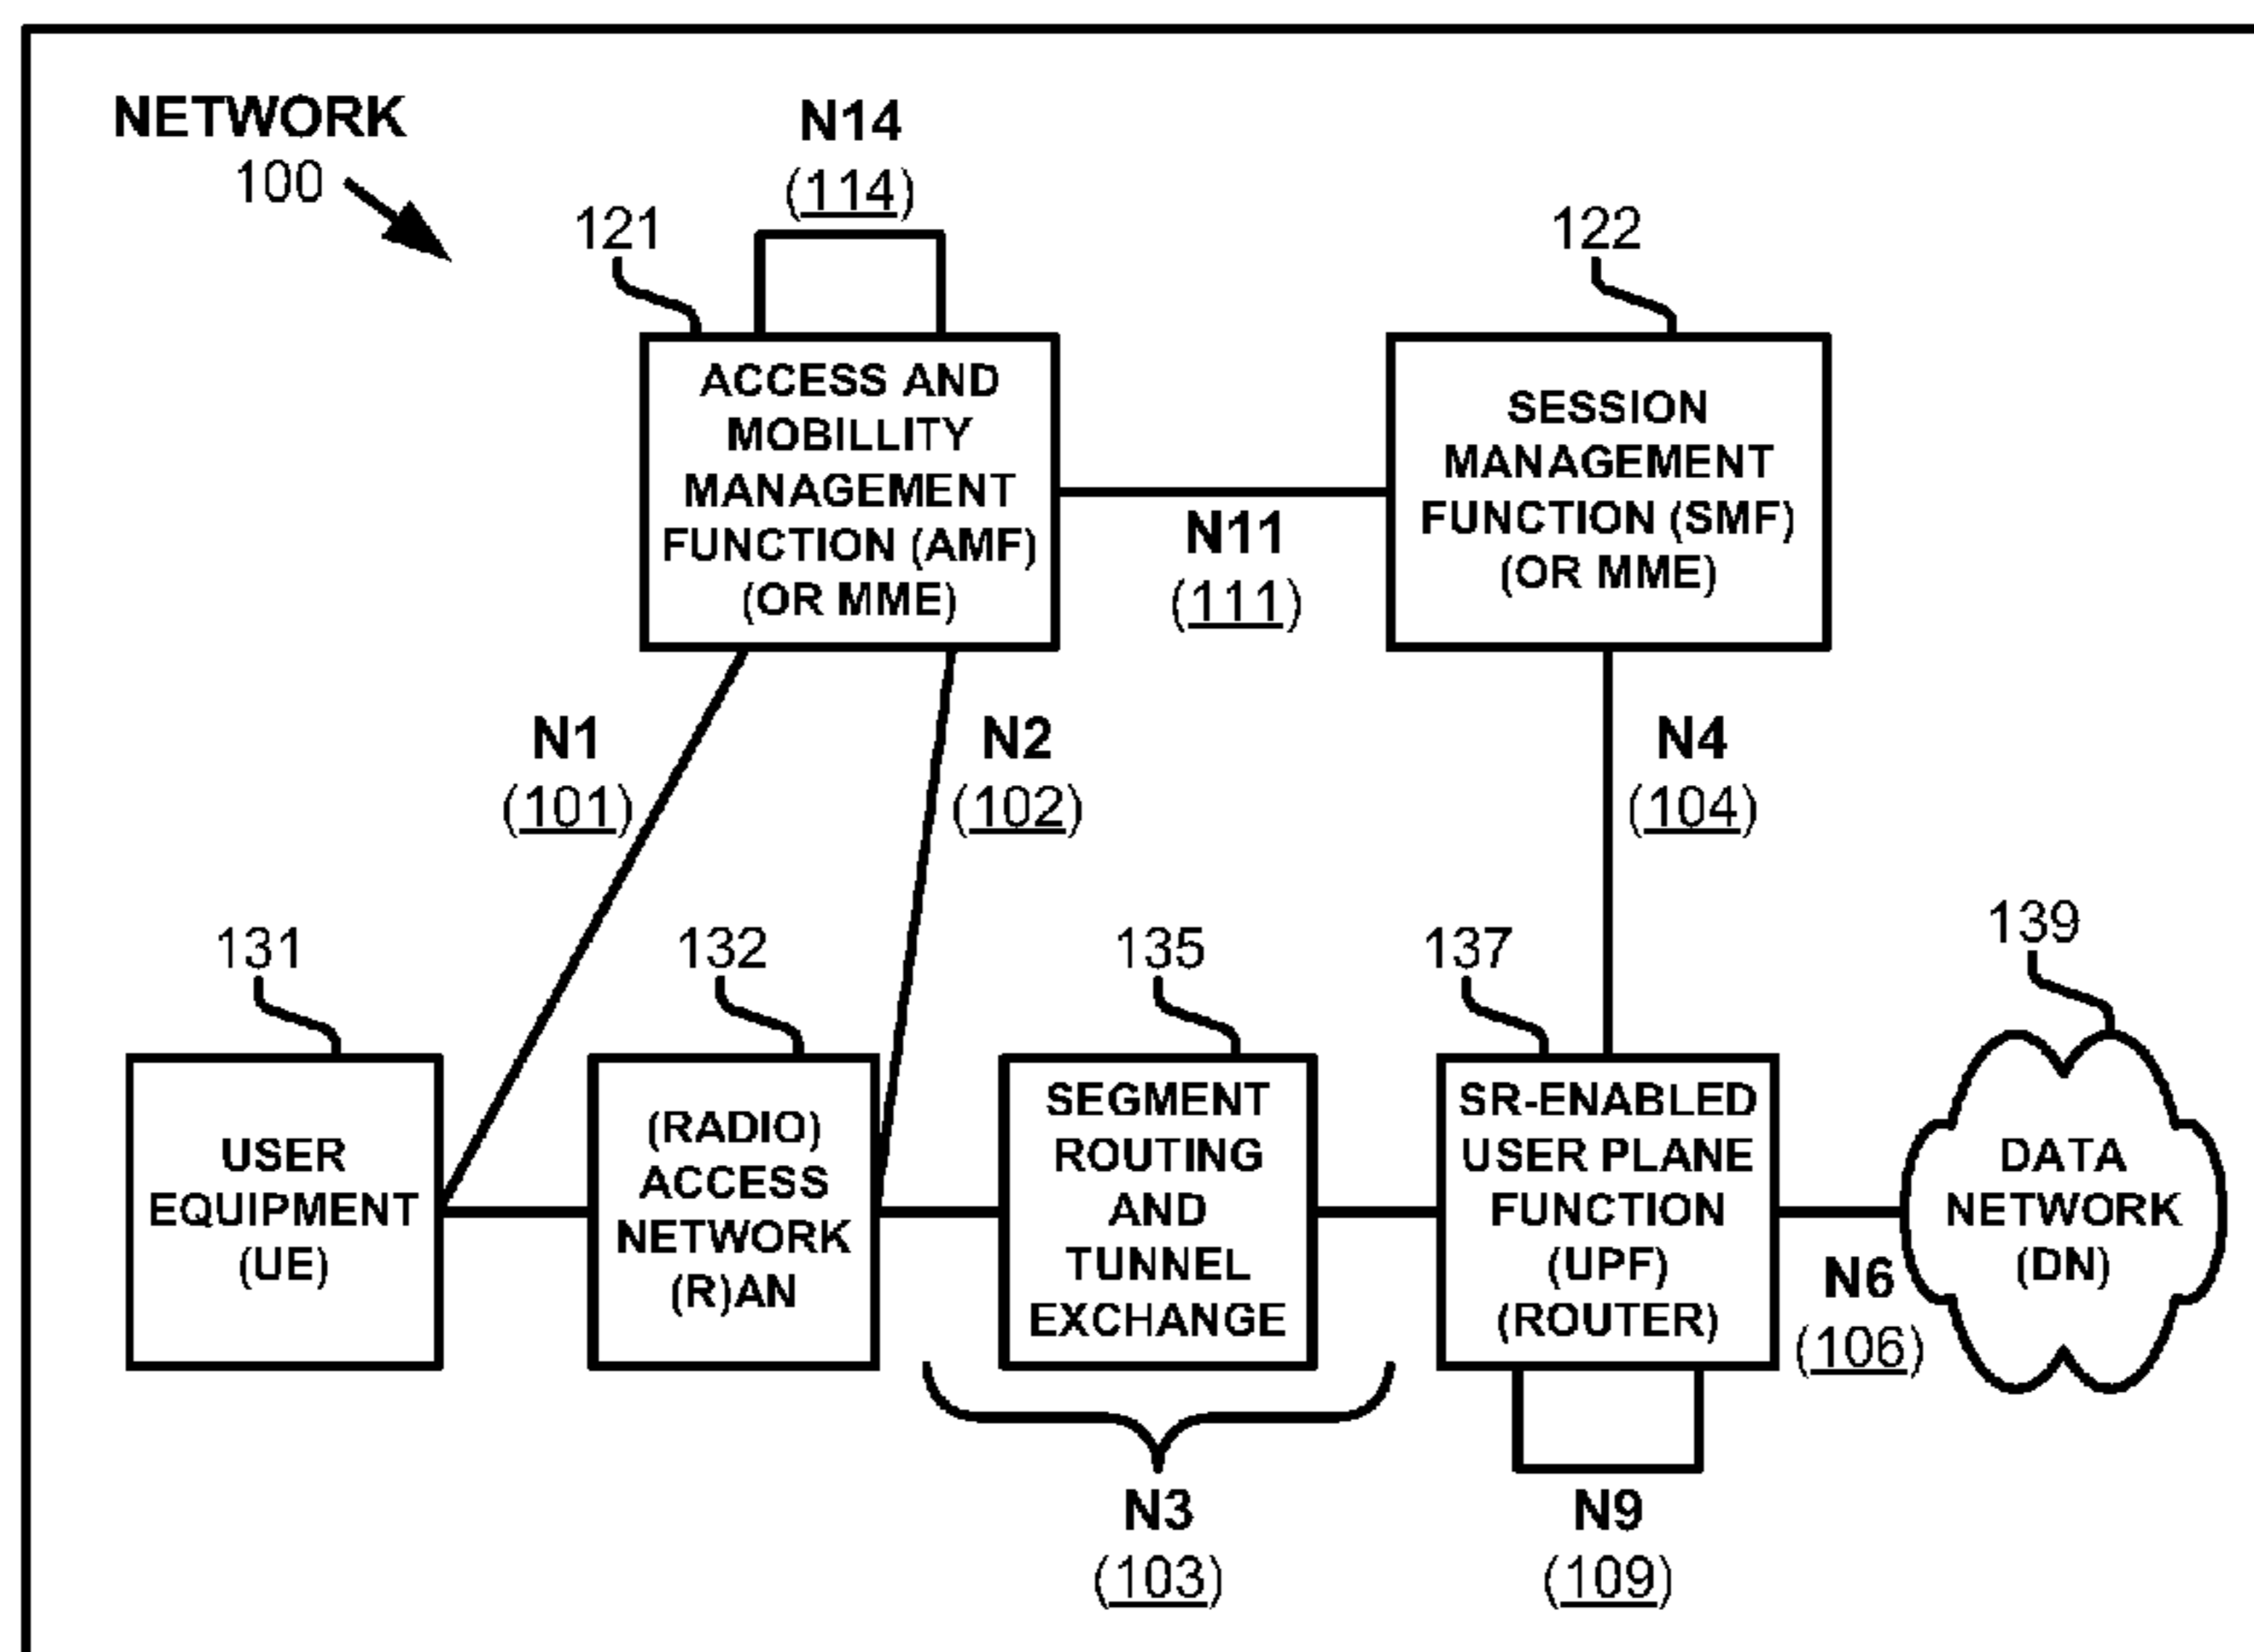 NETWORK
100
N14
(114)
121
122
ACCESS AND
MOBILLITY
MANAGEMENT
FUNCTION (AMF)
(OR MME)
SESSION
MANAGEMENT
FUNCTION (SMF)
(OR MME)
N11
(111)
N1
(101)
N2
(102)
N4
(104)
131
132
135
137
139
USER
EQUIPMENT
(UE)
(RADIO)
ACCESS
NETWORK
(R)AN
SEGMENT
ROUTING
AND
TUNNEL
EXCHANGE
SR-ENABLED
USER PLANE
FUNCTION
(UPF)
(ROUTER)
DATA
NETWORK
(DN)
N6
(106)
N3
(103)
N9
(109)